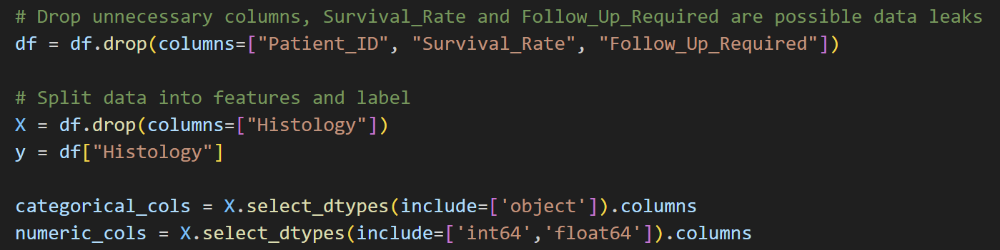 # Drop unnecessary columns, Survival_Rate and Follow_Up_Required are possible data leaks
df = df.drop(columns=["Patient_ID", "Survival_Rate", "Follow_Up_Required"])
# Split data into features and label
X = df.drop(columns=["Histology"])
y = df["Histology"]
categorical_cols = X.select_dtypes(include=['object']).columns
numeric_cols = X.select_dtypes(include=['int64','float64']).columns